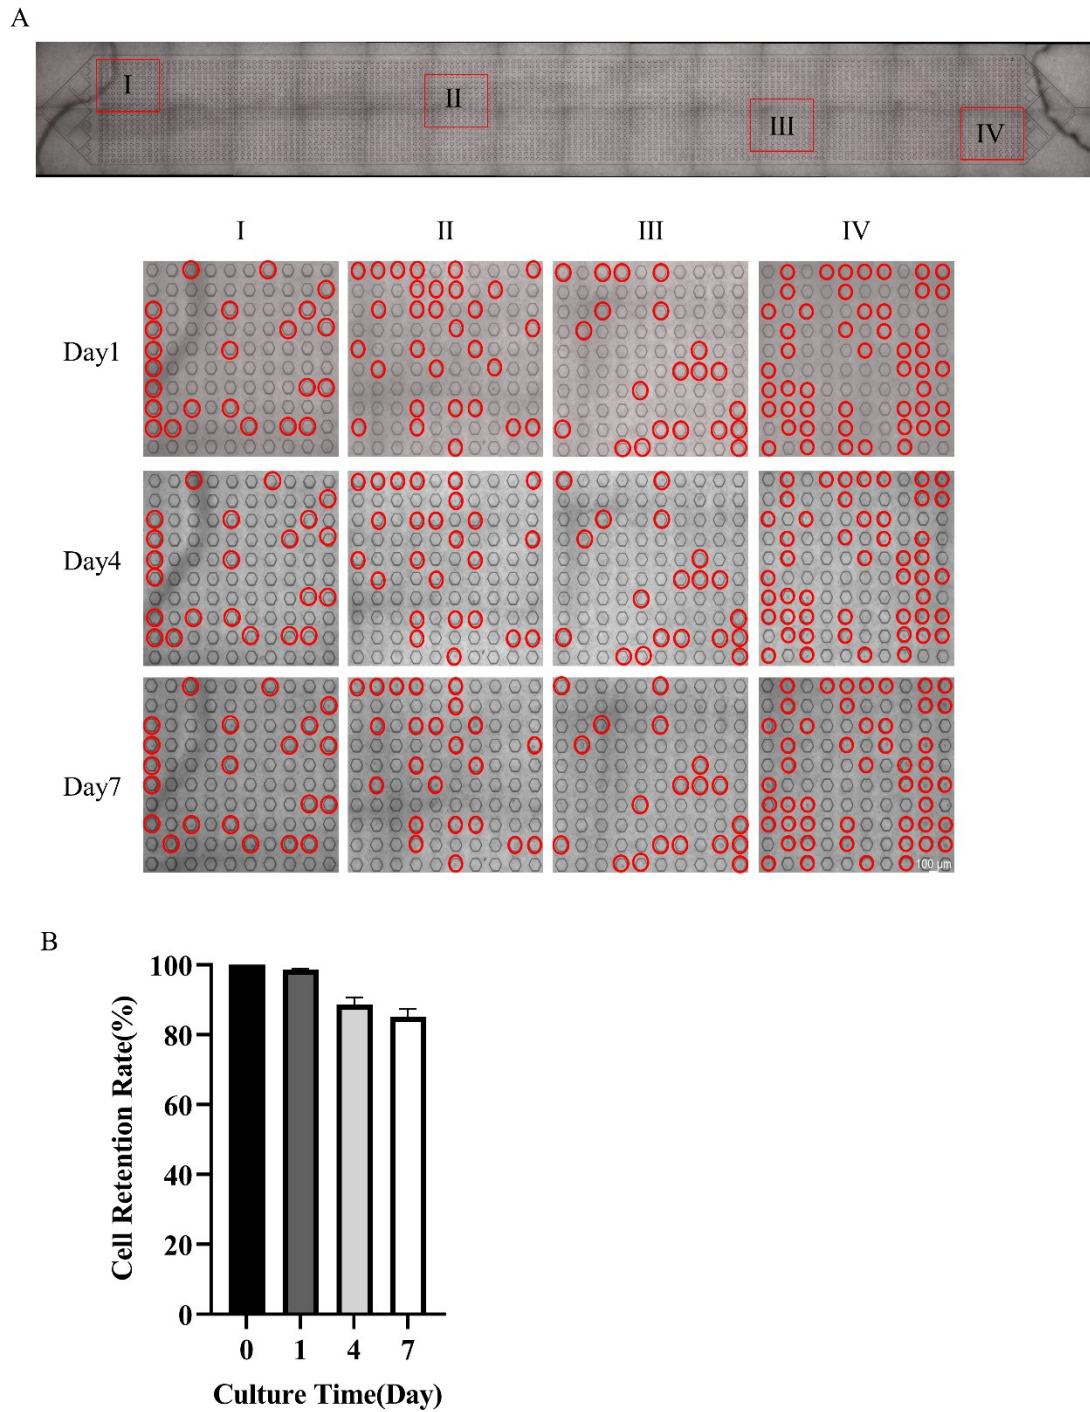 A
I
II
III
IV
I II III IV
Day1
Day4
Day7
100 μm
B
Cell Retention Rate(%)
100
80
60
40
20
0
0 1 4 7
Culture Time(Day)